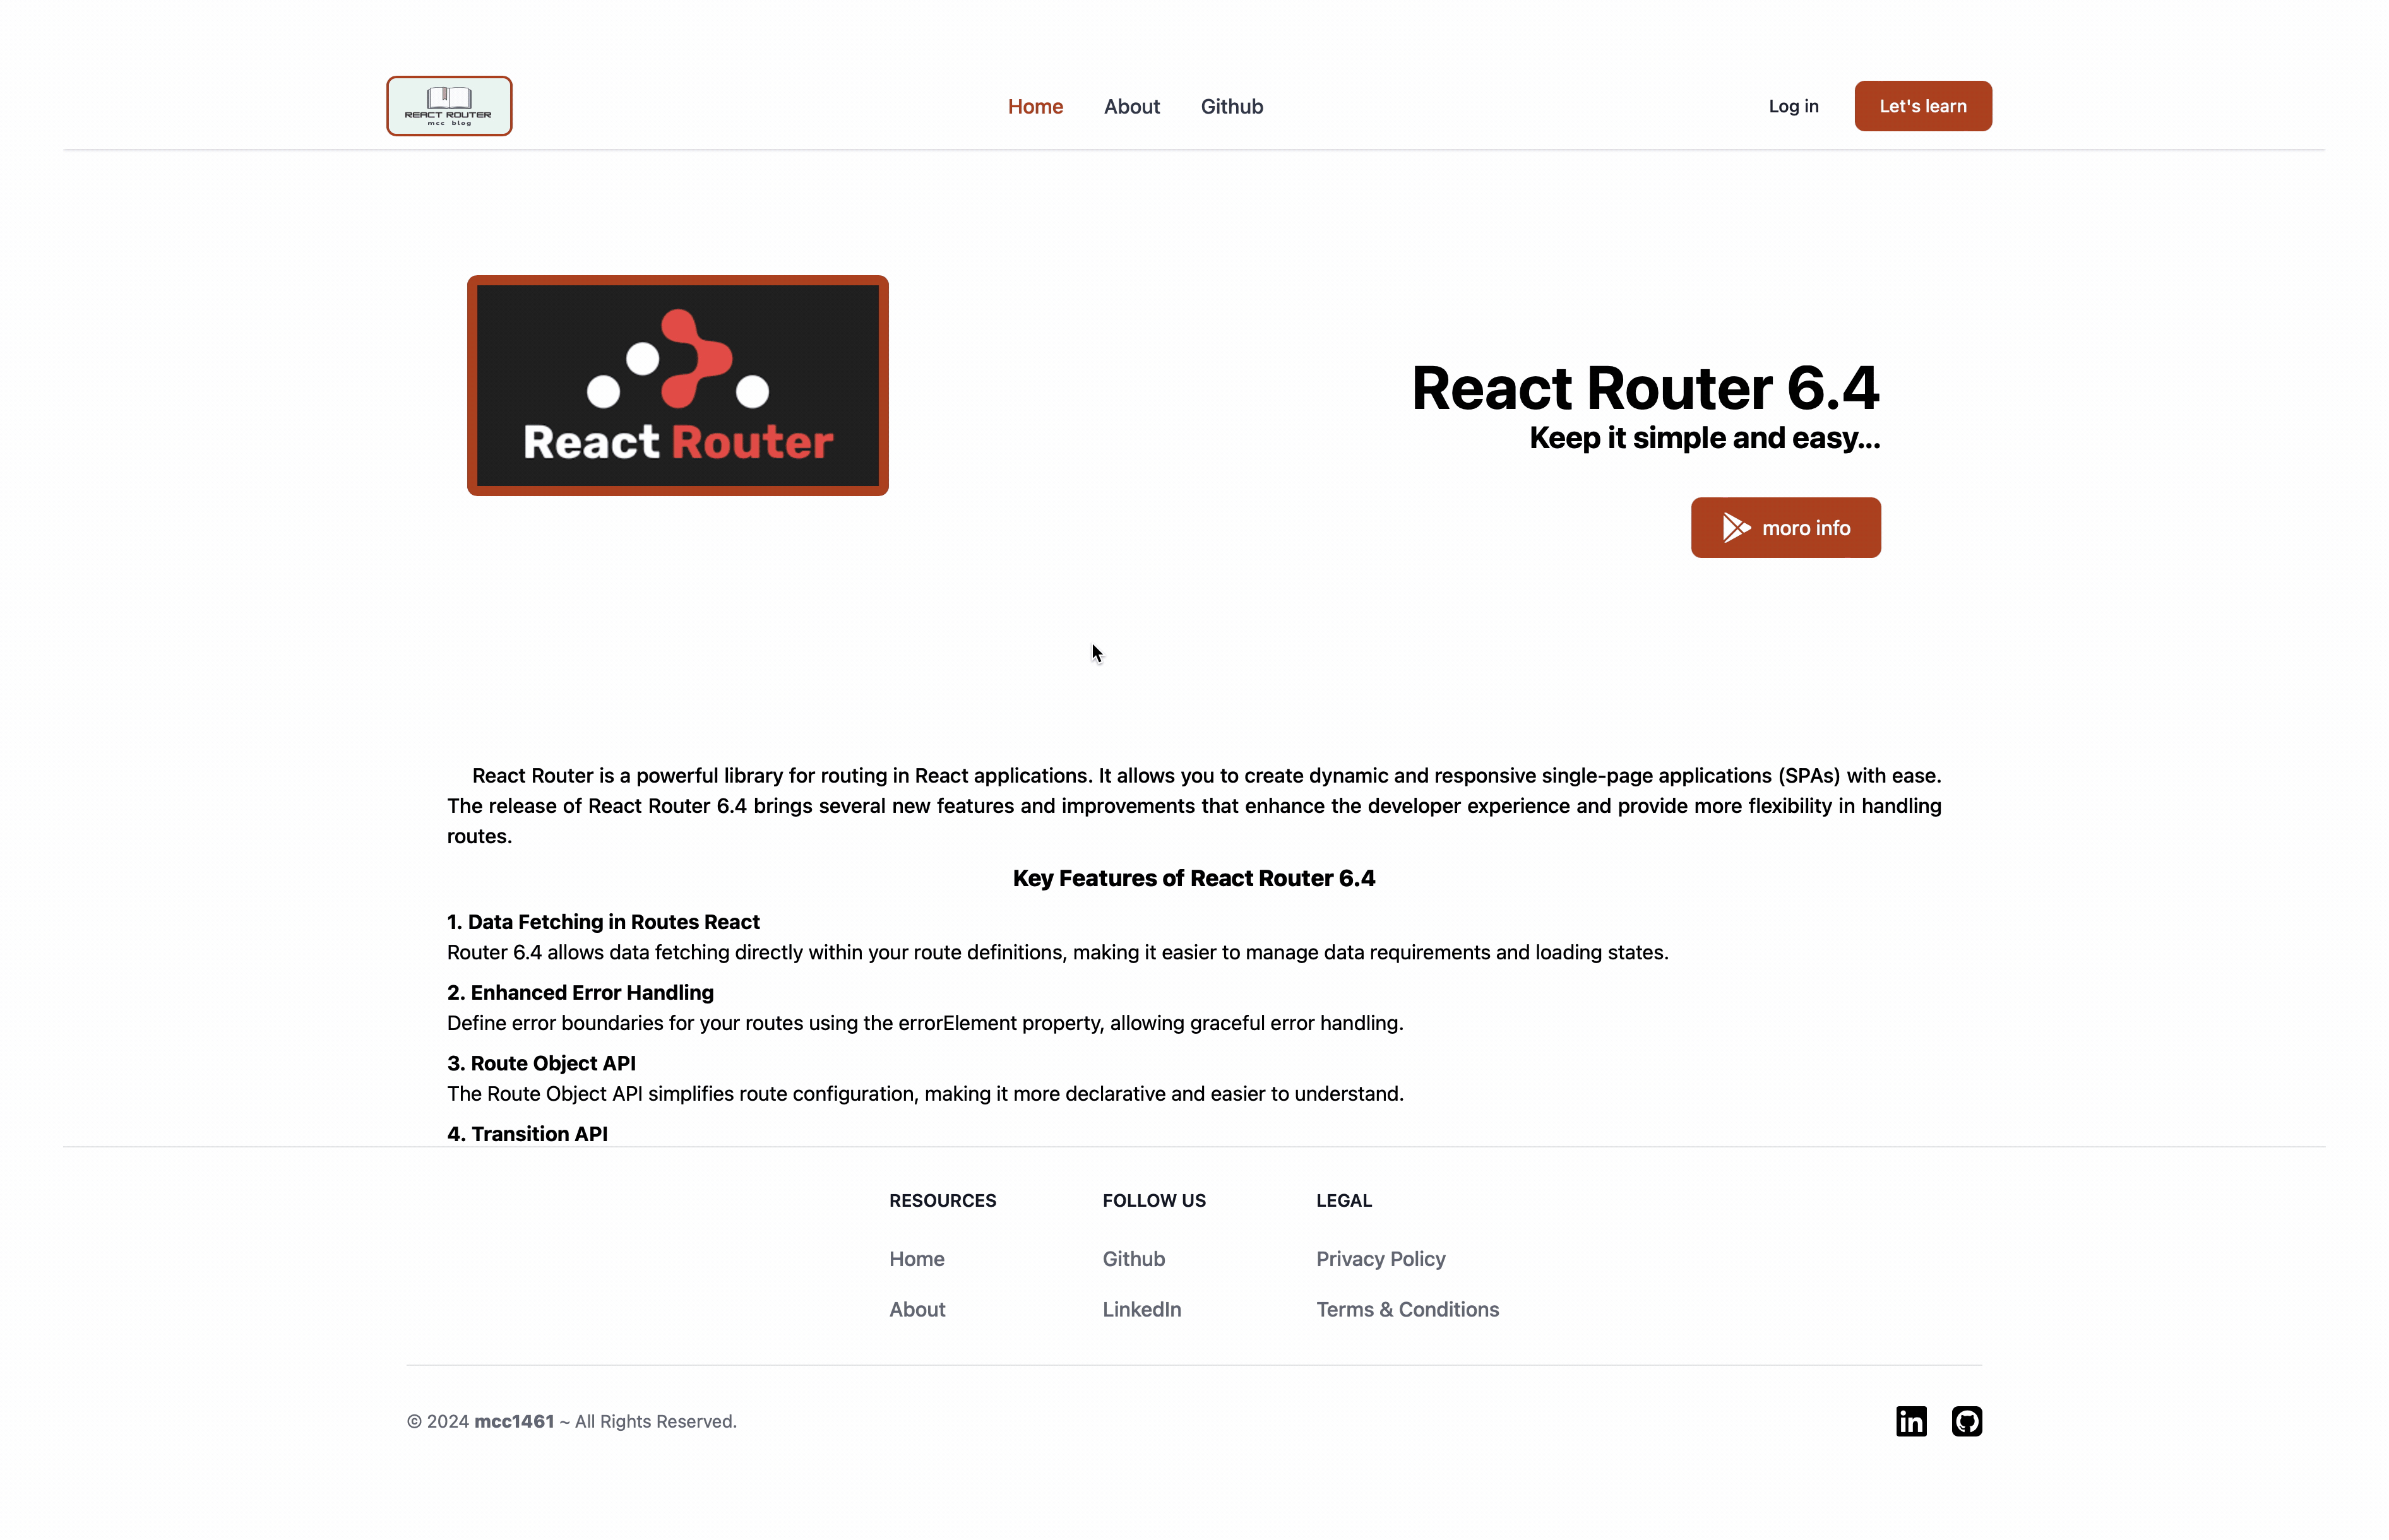 REACT ROUTER
mcc blog
Home About Github
Log in Let's learn
React Router
React Router 6.4
Keep it simple and easy...
moro info
React Router is a powerful library for routing in React applications. It allows you to create dynamic and responsive single-page applications (SPAs) with ease.
The release of React Router 6.4 brings several new features and improvements that enhance the developer experience and provide more flexibility in handling
routes.
Key Features of React Router 6.4
1. Data Fetching in Routes React
Router 6.4 allows data fetching directly within your route definitions, making it easier to manage data requirements and loading states.
2. Enhanced Error Handling
Define error boundaries for your routes using the errorElement property, allowing graceful error handling.
3. Route Object API
The Route Object API simplifies route configuration, making it more declarative and easier to understand.
4. Transition API
RESOURCES FOLLOW US LEGAL
Home Github Privacy Policy
About LinkedIn Terms & Conditions
© 2024 mcc1461 ~ All Rights Reserved.
in